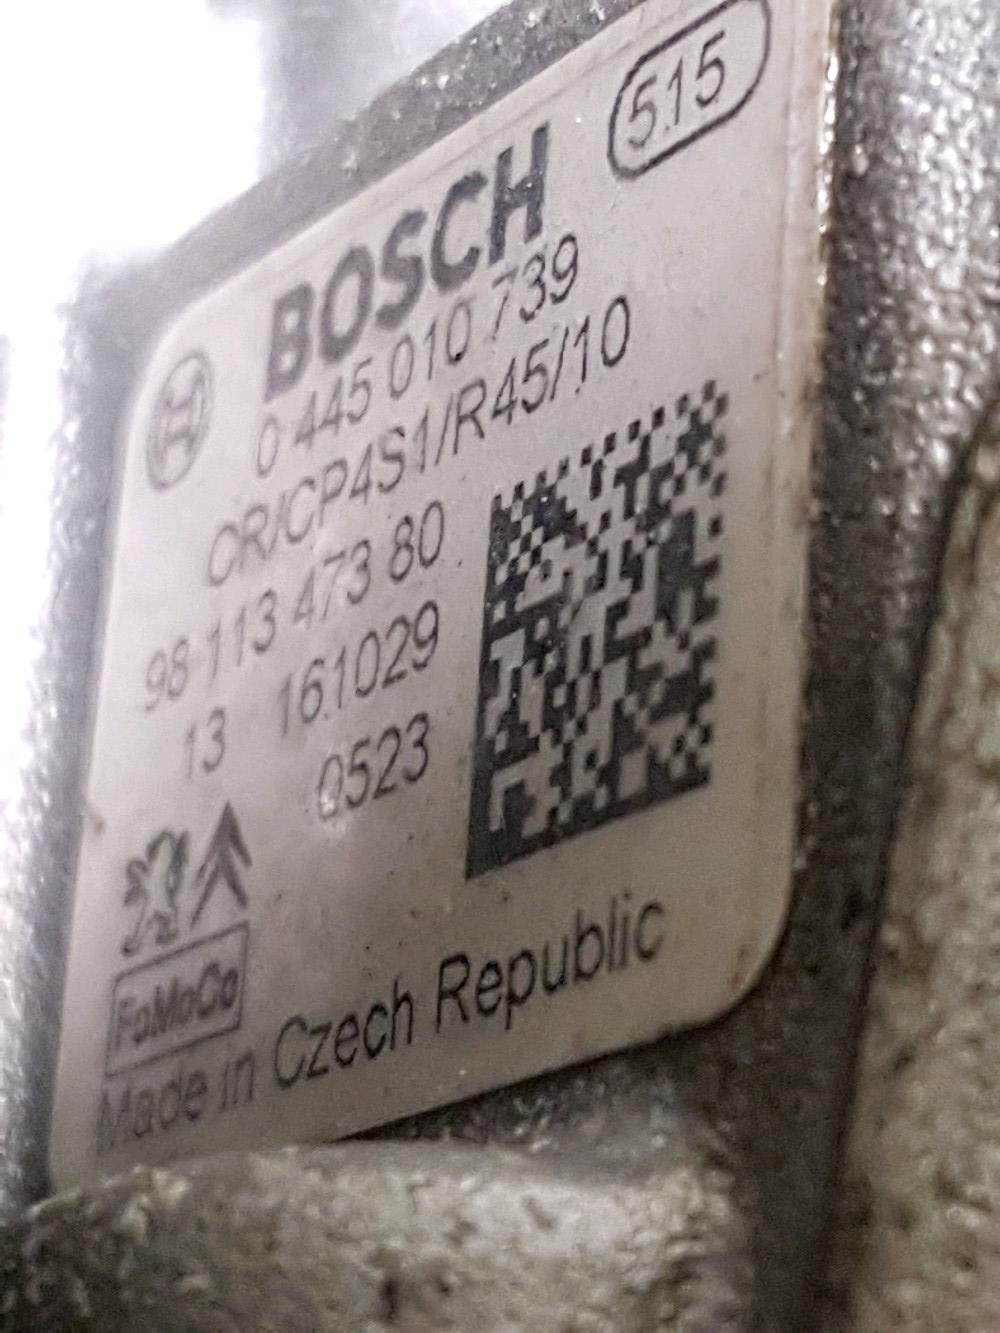 515
BOSCH
0 445 010 739
CR/CP4S1/R45/10
98 113 473 80
13 161029
0523
FoMoCo
Made in Czech Republic